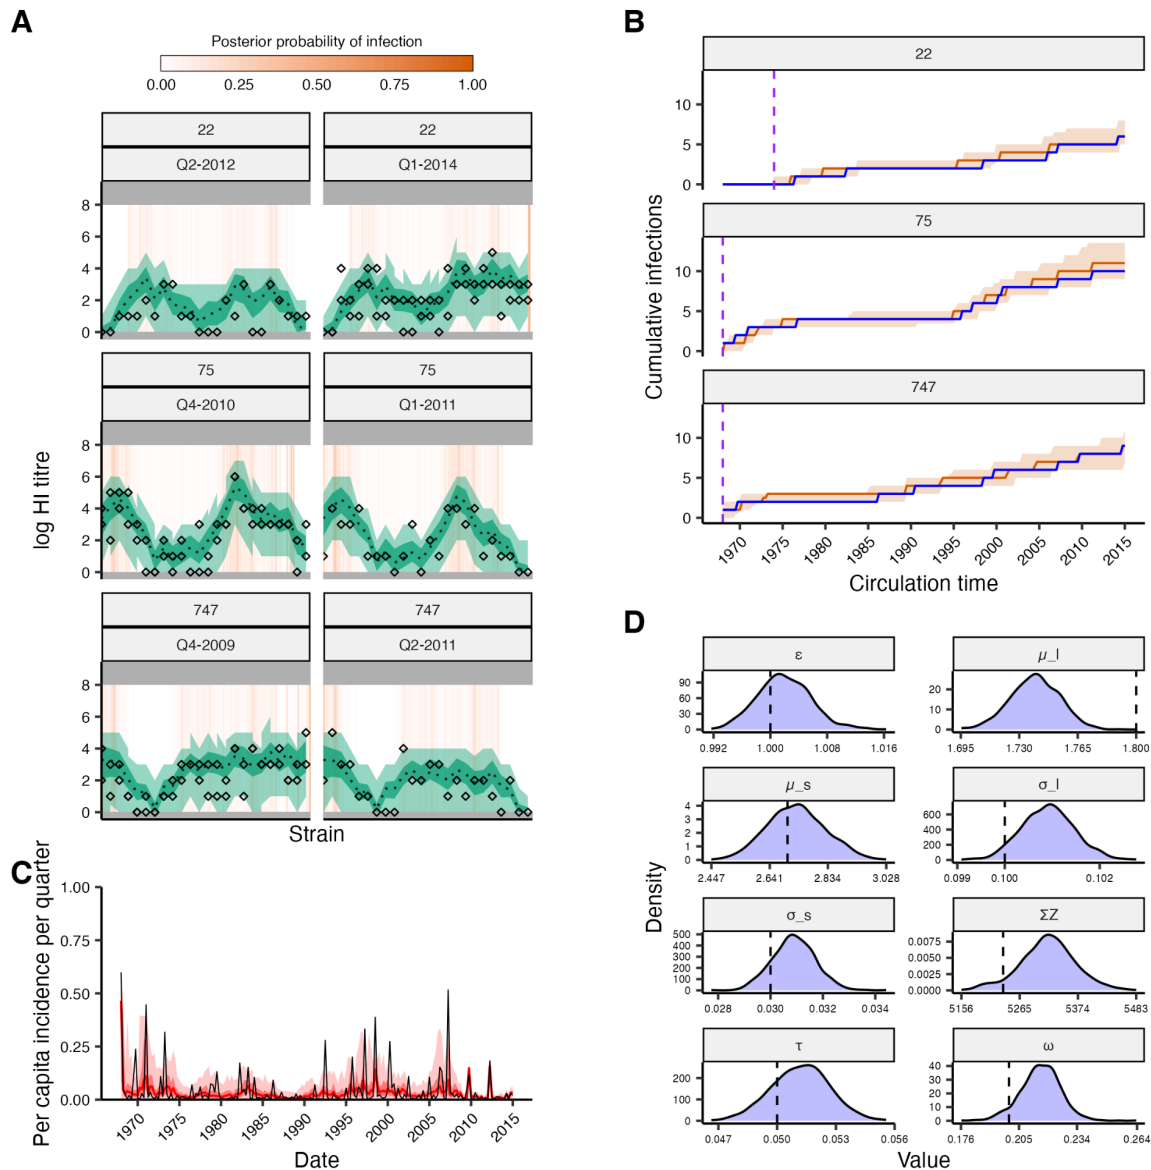 A
Posterior probability of infection
0.00 0.25 0.50 0.75 1.00
22 22
Q2-2012 Q1-2014
8
6
4
2
0
75 75
Q4-2010 Q1-2011
8
6
4
2
0
747 747
Q4-2009 Q2-2011
8
6
4
2
0
log HI titre
Strain
B
22
10
5
0
75
10
5
0
747
10
5
0
Cumulative infections
1970 1975 1980 1985 1990 1995 2000 2005 2010 2015
Circulation time
C
Per capita incidence per quarter
1.00
0.75
0.50
0.25
0.00
1970 1975 1980 1985 1990 1995 2000 2005 2010 2015
Date
D
Density
ε
90
60
30
0
0.992 1.000 1.008 1.016
μ_l
20
10
0
1.695 1.730 1.765 1.800
μ_s
4
3
2
1
0
2.447 2.641 2.834 3.028
σ_l
600
400
200
0
0.099 0.100 0.102
σ_s
500
400
300
200
100
0
0.028 0.030 0.032 0.034
ΣZ
0.0075
0.0050
0.0025
0.0000
5156 5265 5374 5483
τ
200
100
0
0.047 0.050 0.053 0.056
ω
40
30
20
10
0
0.176 0.205 0.234 0.264
Value